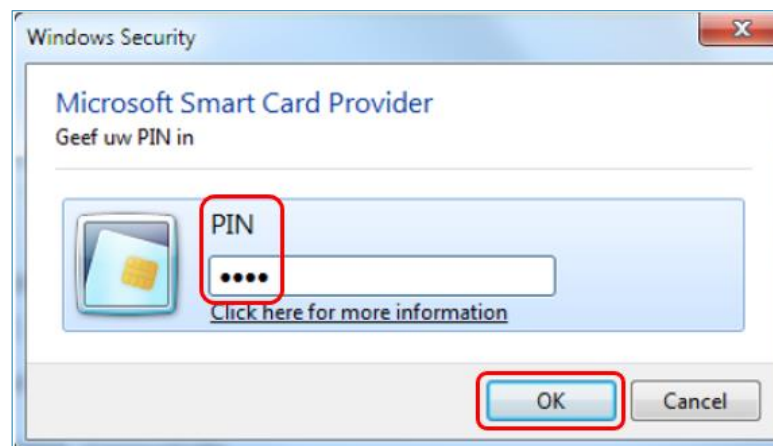 Windows Security
Microsoft Smart Card Provider
Geef uw PIN in
PIN
••••
Click here for more information
OK
Cancel